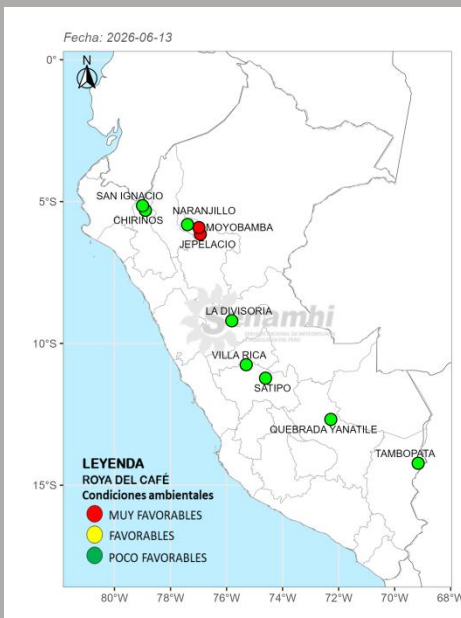 Fecha: 2026-06-13
N
0°
5°S
10°S
15°S
SAN IGNACIO
CHIRINOS
NARANJILLO
MOYOBAMBA
JEPELACIO
LA DIVISORIA
Senamhi
VILLA RICA
SATIPO
QUEBRADA YANATILE
TAMBOPATA
LEYENDA
ROYA DEL CAFÉ
Condiciones ambientales
MUY FAVORABLES
FAVORABLES
POCO FAVORABLES
80°W 78°W 76°W 74°W 72°W 70°W 68°W